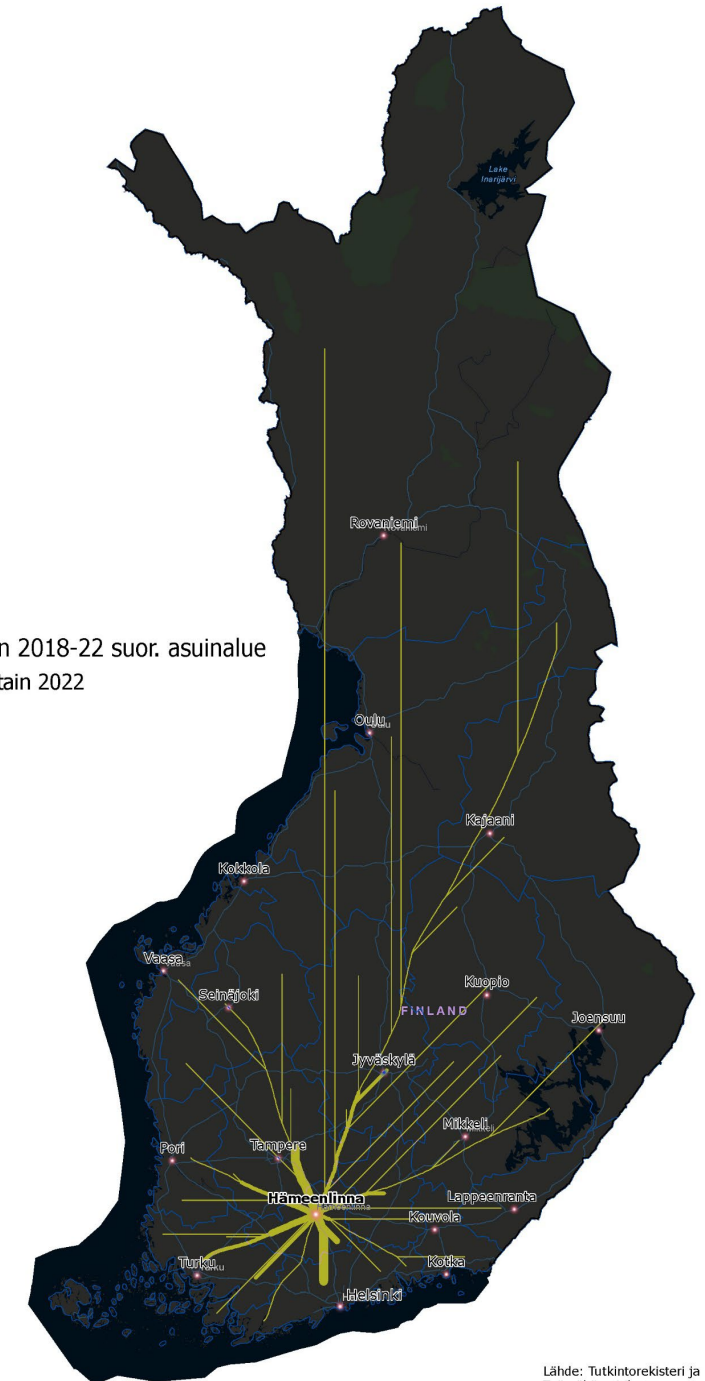 Lake
Inarijärvi
Rovaniemi
n 2018-22 suor. asuinalue
tain 2022
Oulu
Kajaani
Kokkola
Vaasa
Seinäjoki
Kuopio
FINLAND
Joensuu
Jyväskylä
Mikkeli
Pori
Tampere
Hämeenlinna
Hämeenlinna
Lappeenranta
Kouvola
Turku
Kotka
Helsinki
Lähde: Tutkintorekisteri ja